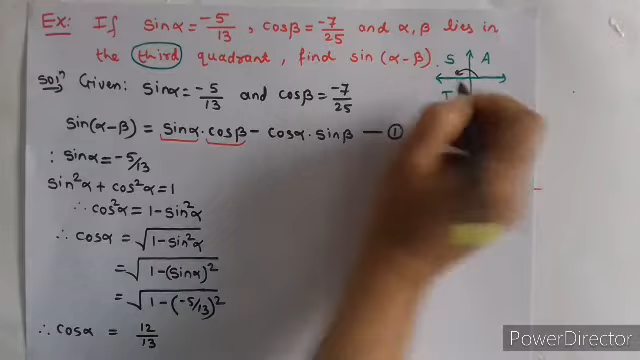 Ex: If sinα = -5/13, cosβ = -7/25 and α, β lies in
the third quadrant, find sin(α-β).
Solⁿ Given: sinα = -5/13 and cosβ = -7/25
sin(α-β) = sinα·cosβ - cosα·sinβ — ①
: sinα = -5/13
sin²α + cos²α = 1
∴ cos²α = 1 - sin²α
∴ cosα = √(1 - sin²α)
= √(1 - (sinα)²)
= √(1 - (-5/13)²)
∴ cosα = 12/13
S A
T
PowerDirector